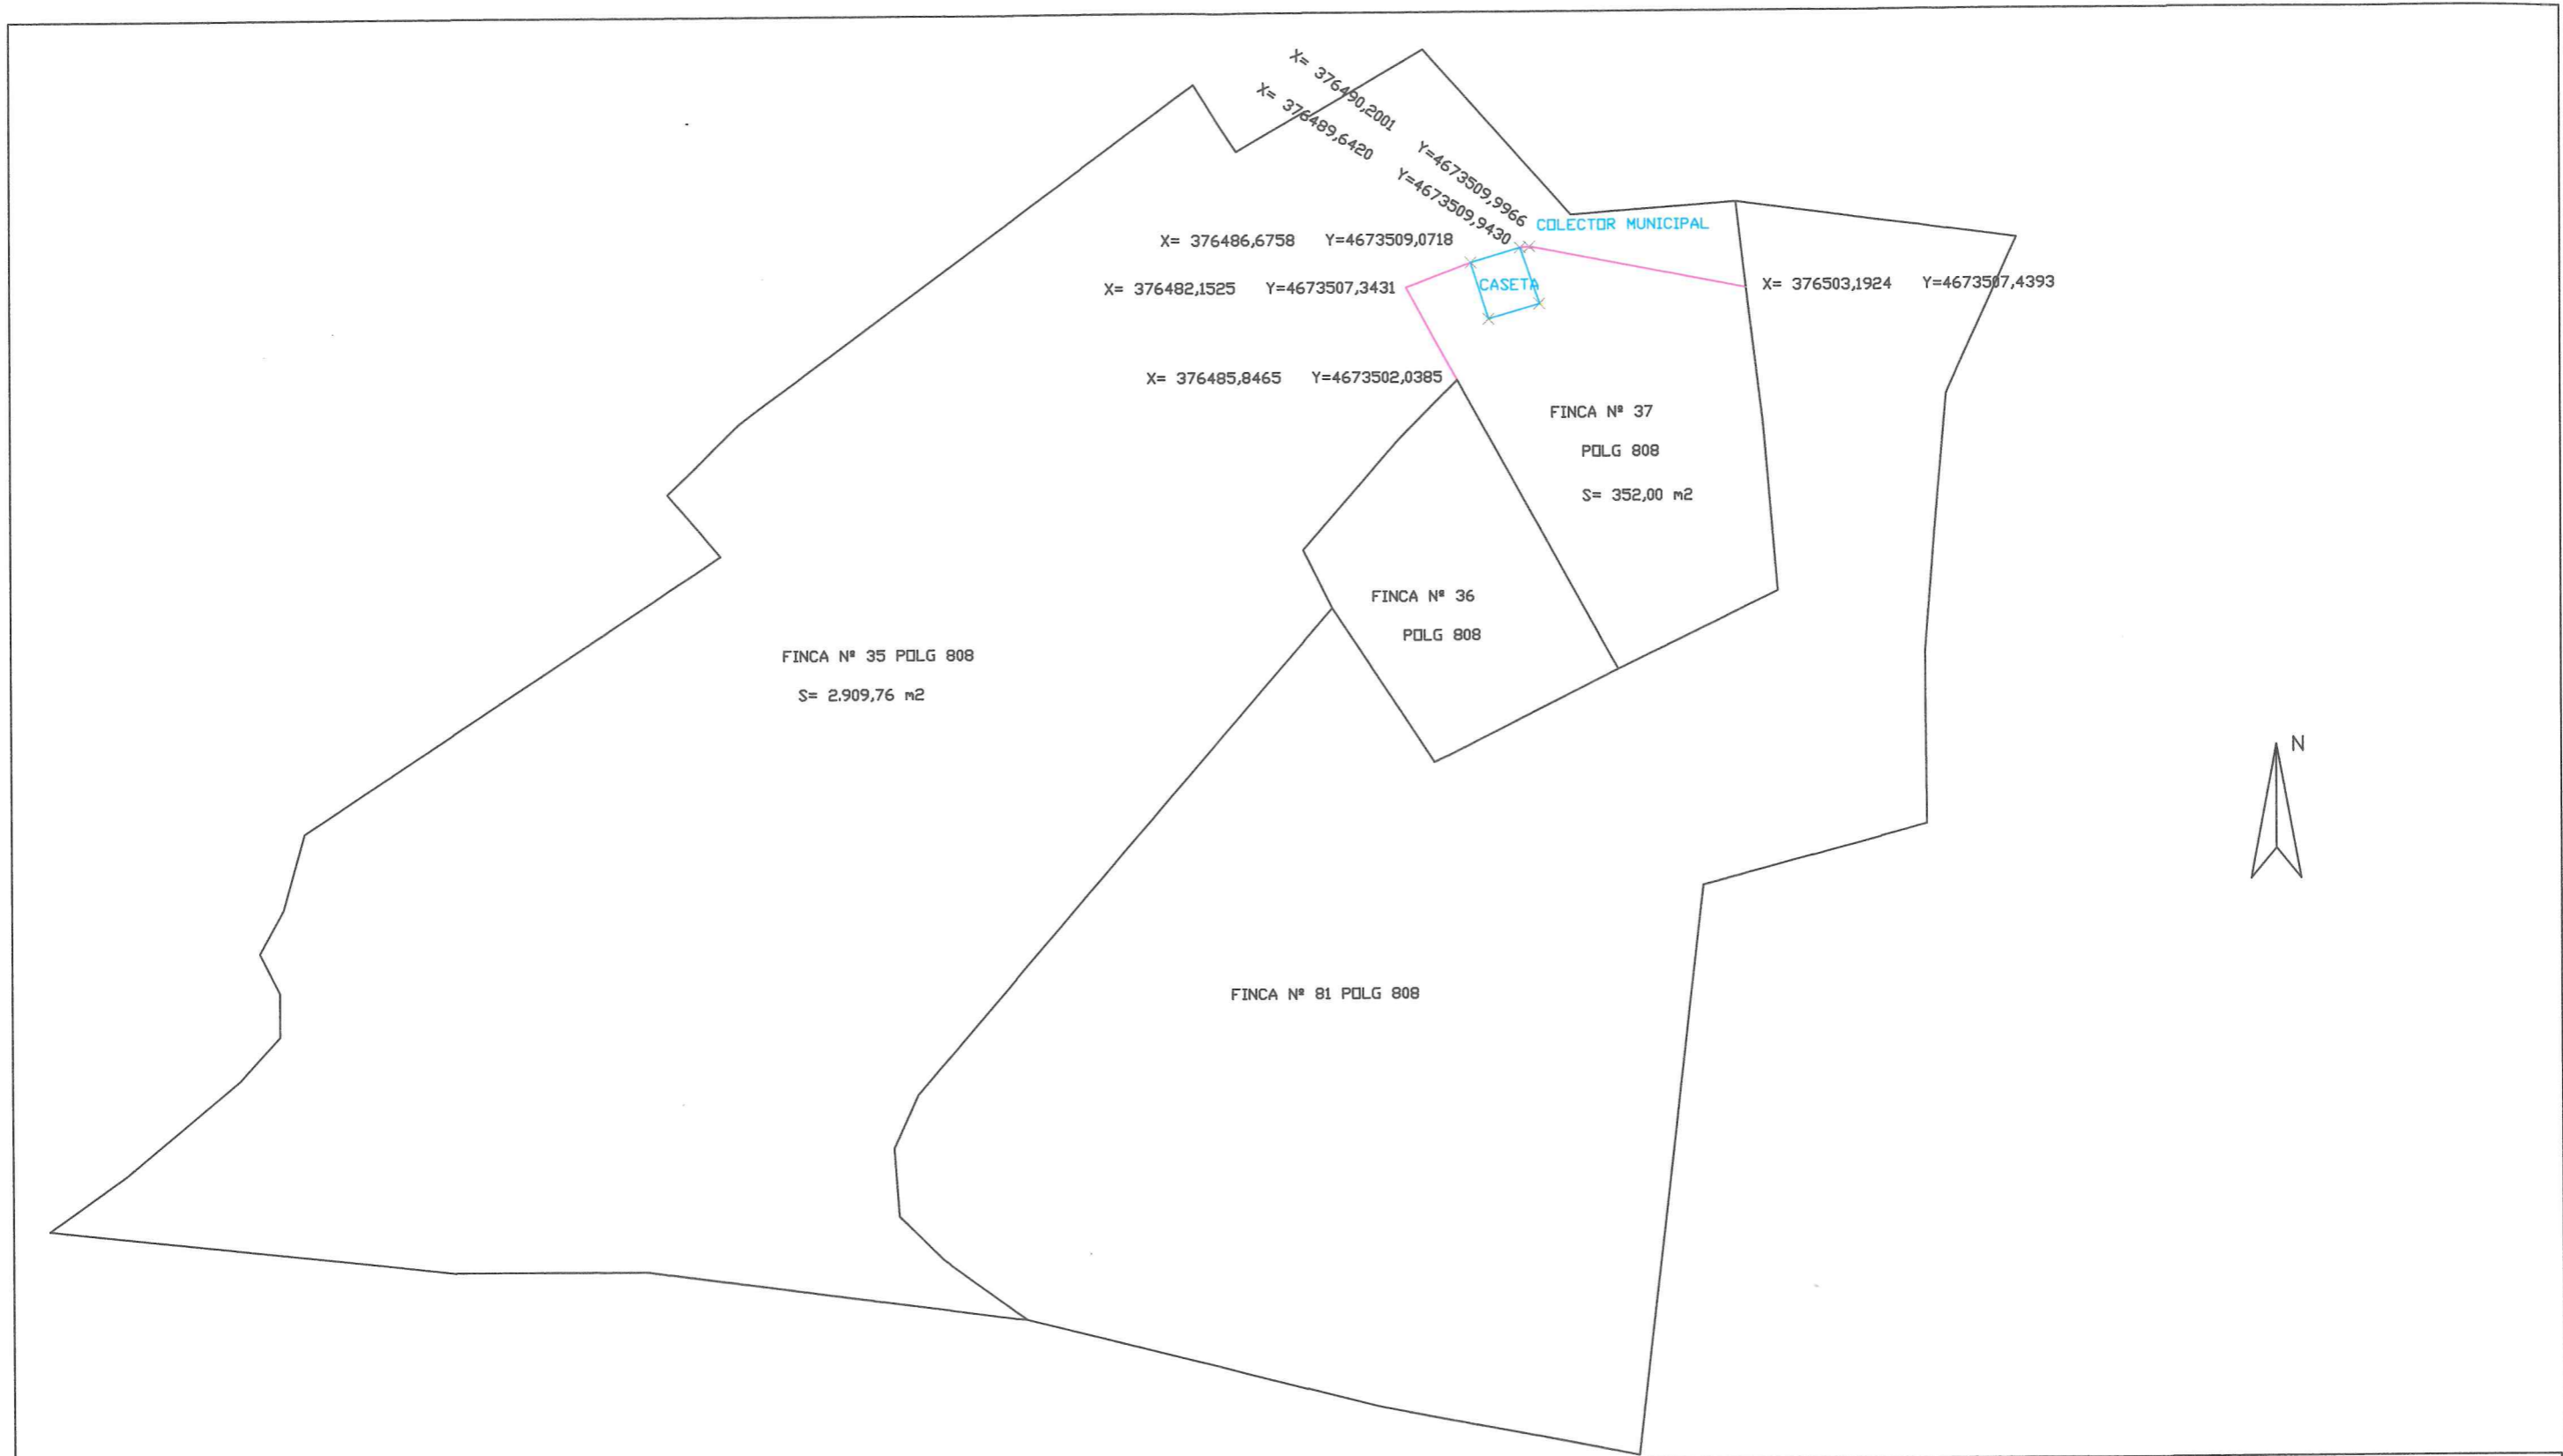 X= 376490,2001 Y=4673509,9966
X= 376489,6420 Y=4673509,9430
COLECTOR MUNICIPAL
X= 376486,6758 Y=4673509,0718
X= 376482,1525 Y=4673507,3431
CASETA
X= 376503,1924 Y=4673507,4393
X= 376485,8465 Y=4673502,0385
FINCA Nº 37
POLG 808
S= 352,00 m2
FINCA Nº 36
POLG 808
FINCA Nº 35 POLG 808
S= 2.909,76 m2
N
FINCA Nº 81 POLG 808